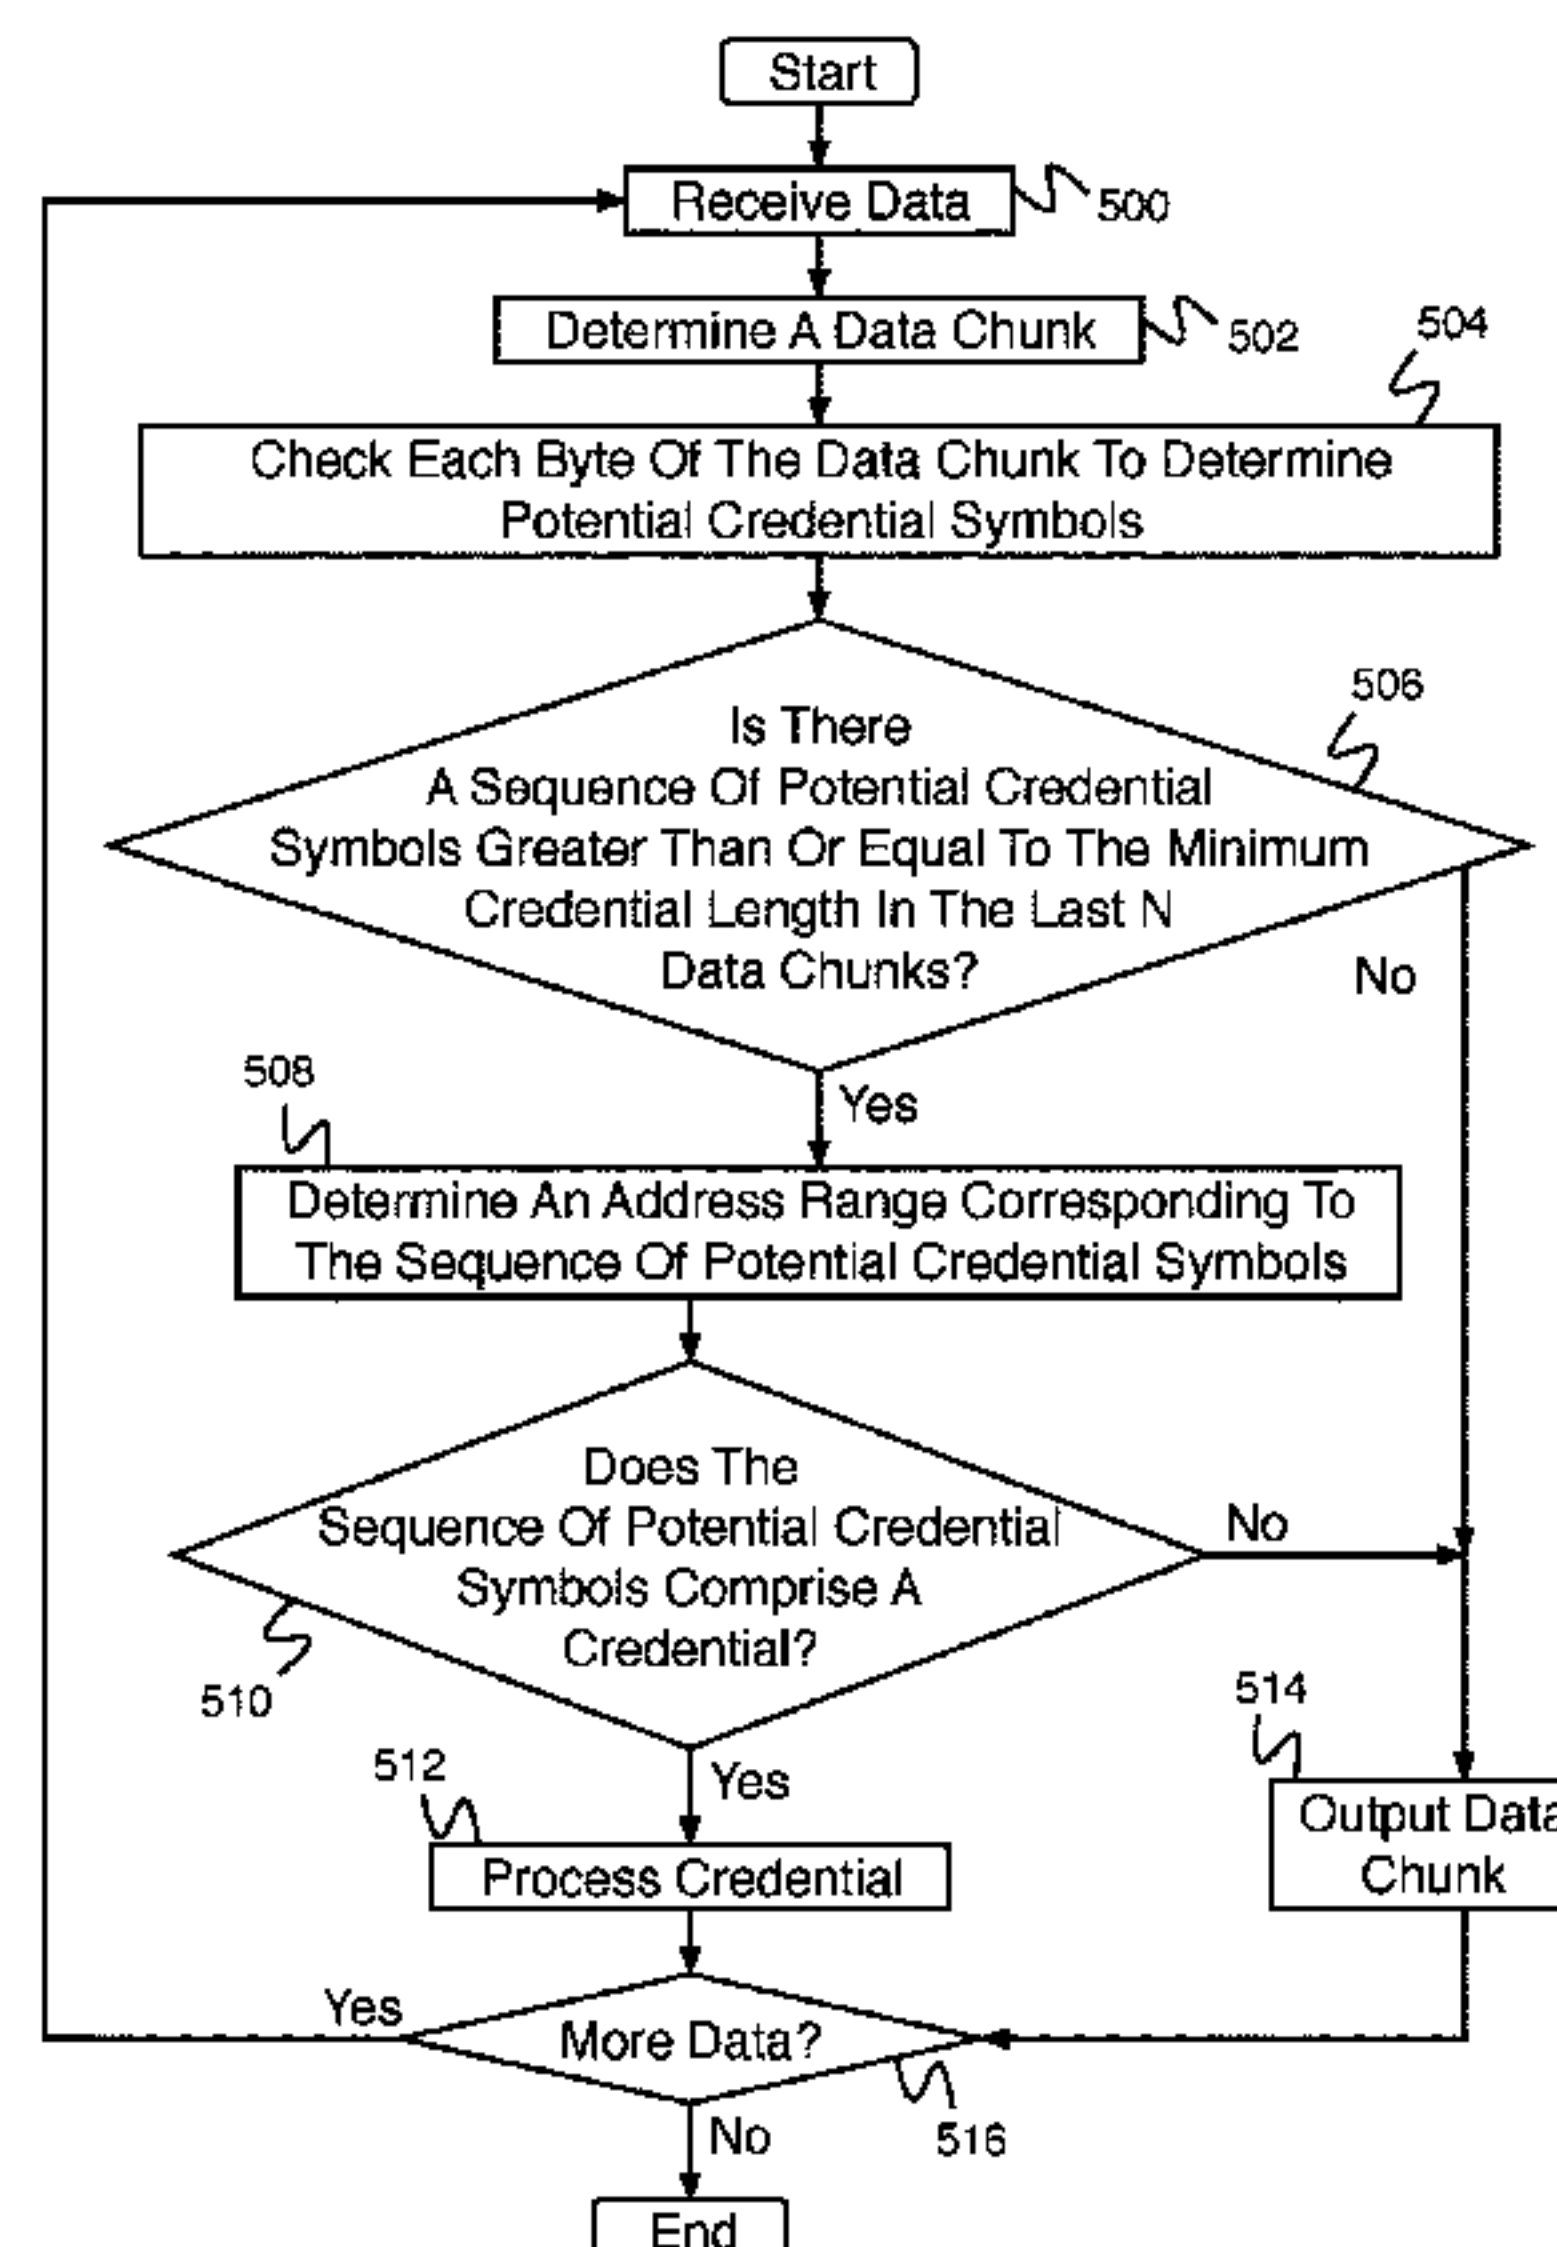 Start
Receive Data
500
Determine A Data Chunk
502
504
Check Each Byte Of The Data Chunk To Determine
Potential Credential Symbols
506
Is There
A Sequence Of Potential Credential
Symbols Greater Than Or Equal To The Minimum
Credential Length In The Last N
Data Chunks?
No
Yes
508
Determine An Address Range Corresponding To
The Sequence Of Potential Credential Symbols
Does The
Sequence Of Potential Credential
Symbols Comprise A
Credential?
No
510
Yes
512
Process Credential
514
Output Data
Chunk
More Data?
Yes
516
No
End